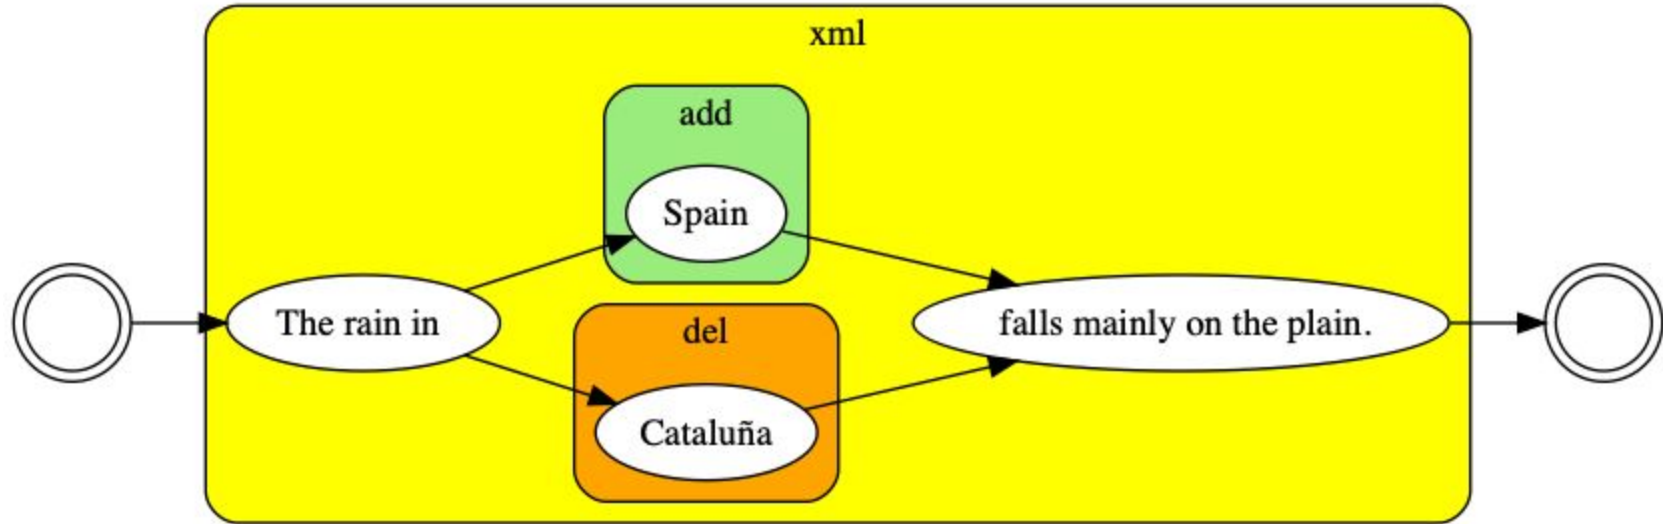 xml
add
Spain
The rain in
falls mainly on the plain.
del
Cataluña